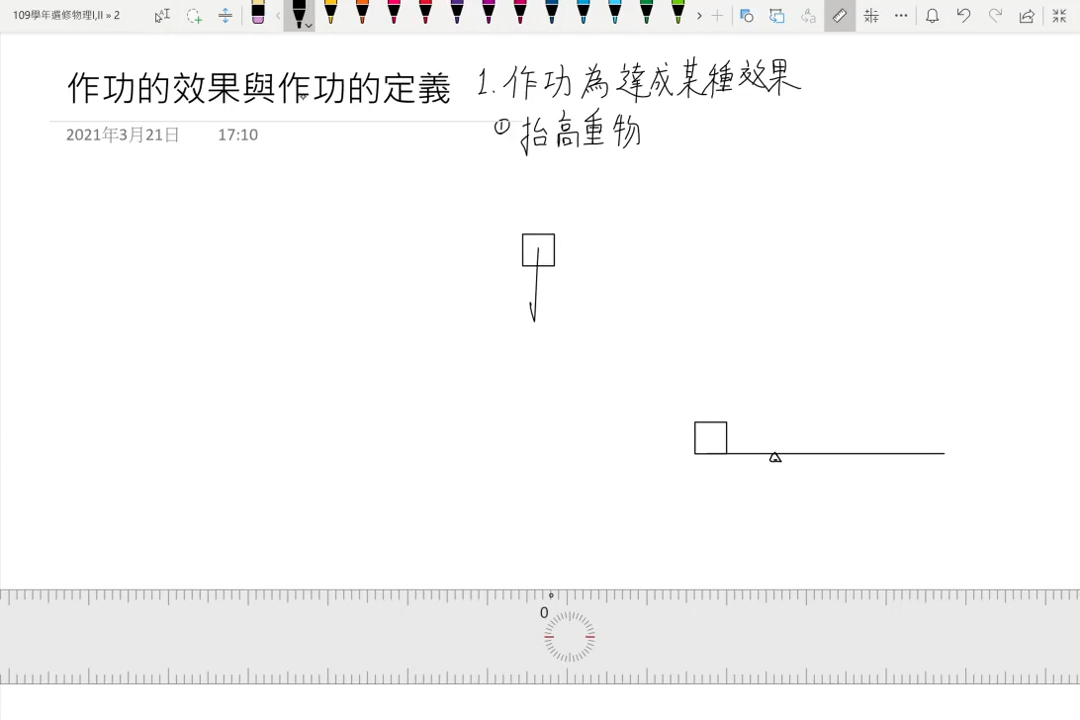 109學年選修物理I,II » 2
作功的效果與作功的定義
2021年3月21日 17:10
1.作功為達成某種效果
①抬高重物
0